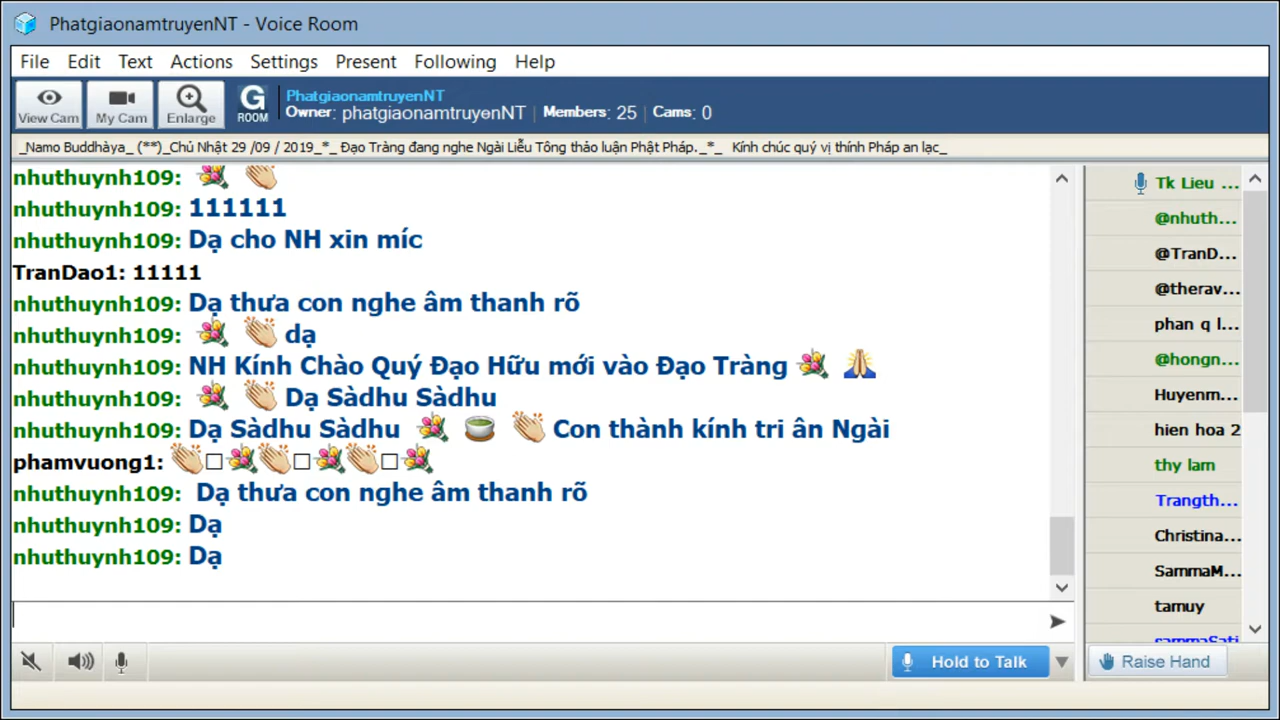 PhatgiaonamtruyenNT - Voice Room
File Edit Text Actions Settings Present Following Help
View Cam My Cam Enlarge G ROOM
PhatgiaonamtruyenNT
Owner: phatgiaonamtruyenNT | Members: 25 | Cams: 0
_Namo Buddhàya_ (**)_Chủ Nhật 29 /09 / 2019_*_ Đạo Tràng đang nghe Ngài Liễu Tông thảo luận Phật Pháp._*_ Kính chúc quý vị thính Pháp an lạc_
nhuthuynh109: 💐 👏
nhuthuynh109: 111111
nhuthuynh109: Dạ cho NH xin míc
TranDao1: 11111
nhuthuynh109: Dạ thưa con nghe âm thanh rõ
nhuthuynh109: 💐 👏 dạ
nhuthuynh109: NH Kính Chào Quý Đạo Hữu mới vào Đạo Tràng 💐 🙏
nhuthuynh109: 💐 👏 Dạ Sàdhu Sàdhu
nhuthuynh109: Dạ Sàdhu Sàdhu 💐 🍵 👏 Con thành kính tri ân Ngài
phamvuong1: 👏□💐👏□💐👏□💐
nhuthuynh109: Dạ thưa con nghe âm thanh rõ
nhuthuynh109: Dạ
nhuthuynh109: Dạ
Tk Lieu ...
@nhuth...
@TranD...
@therav...
phan q l...
@hongn...
Huyenm...
hien hoa 2
thy lam
Trangth...
Christina...
SammaM...
tamuy
sammaSati
Hold to Talk
Raise Hand